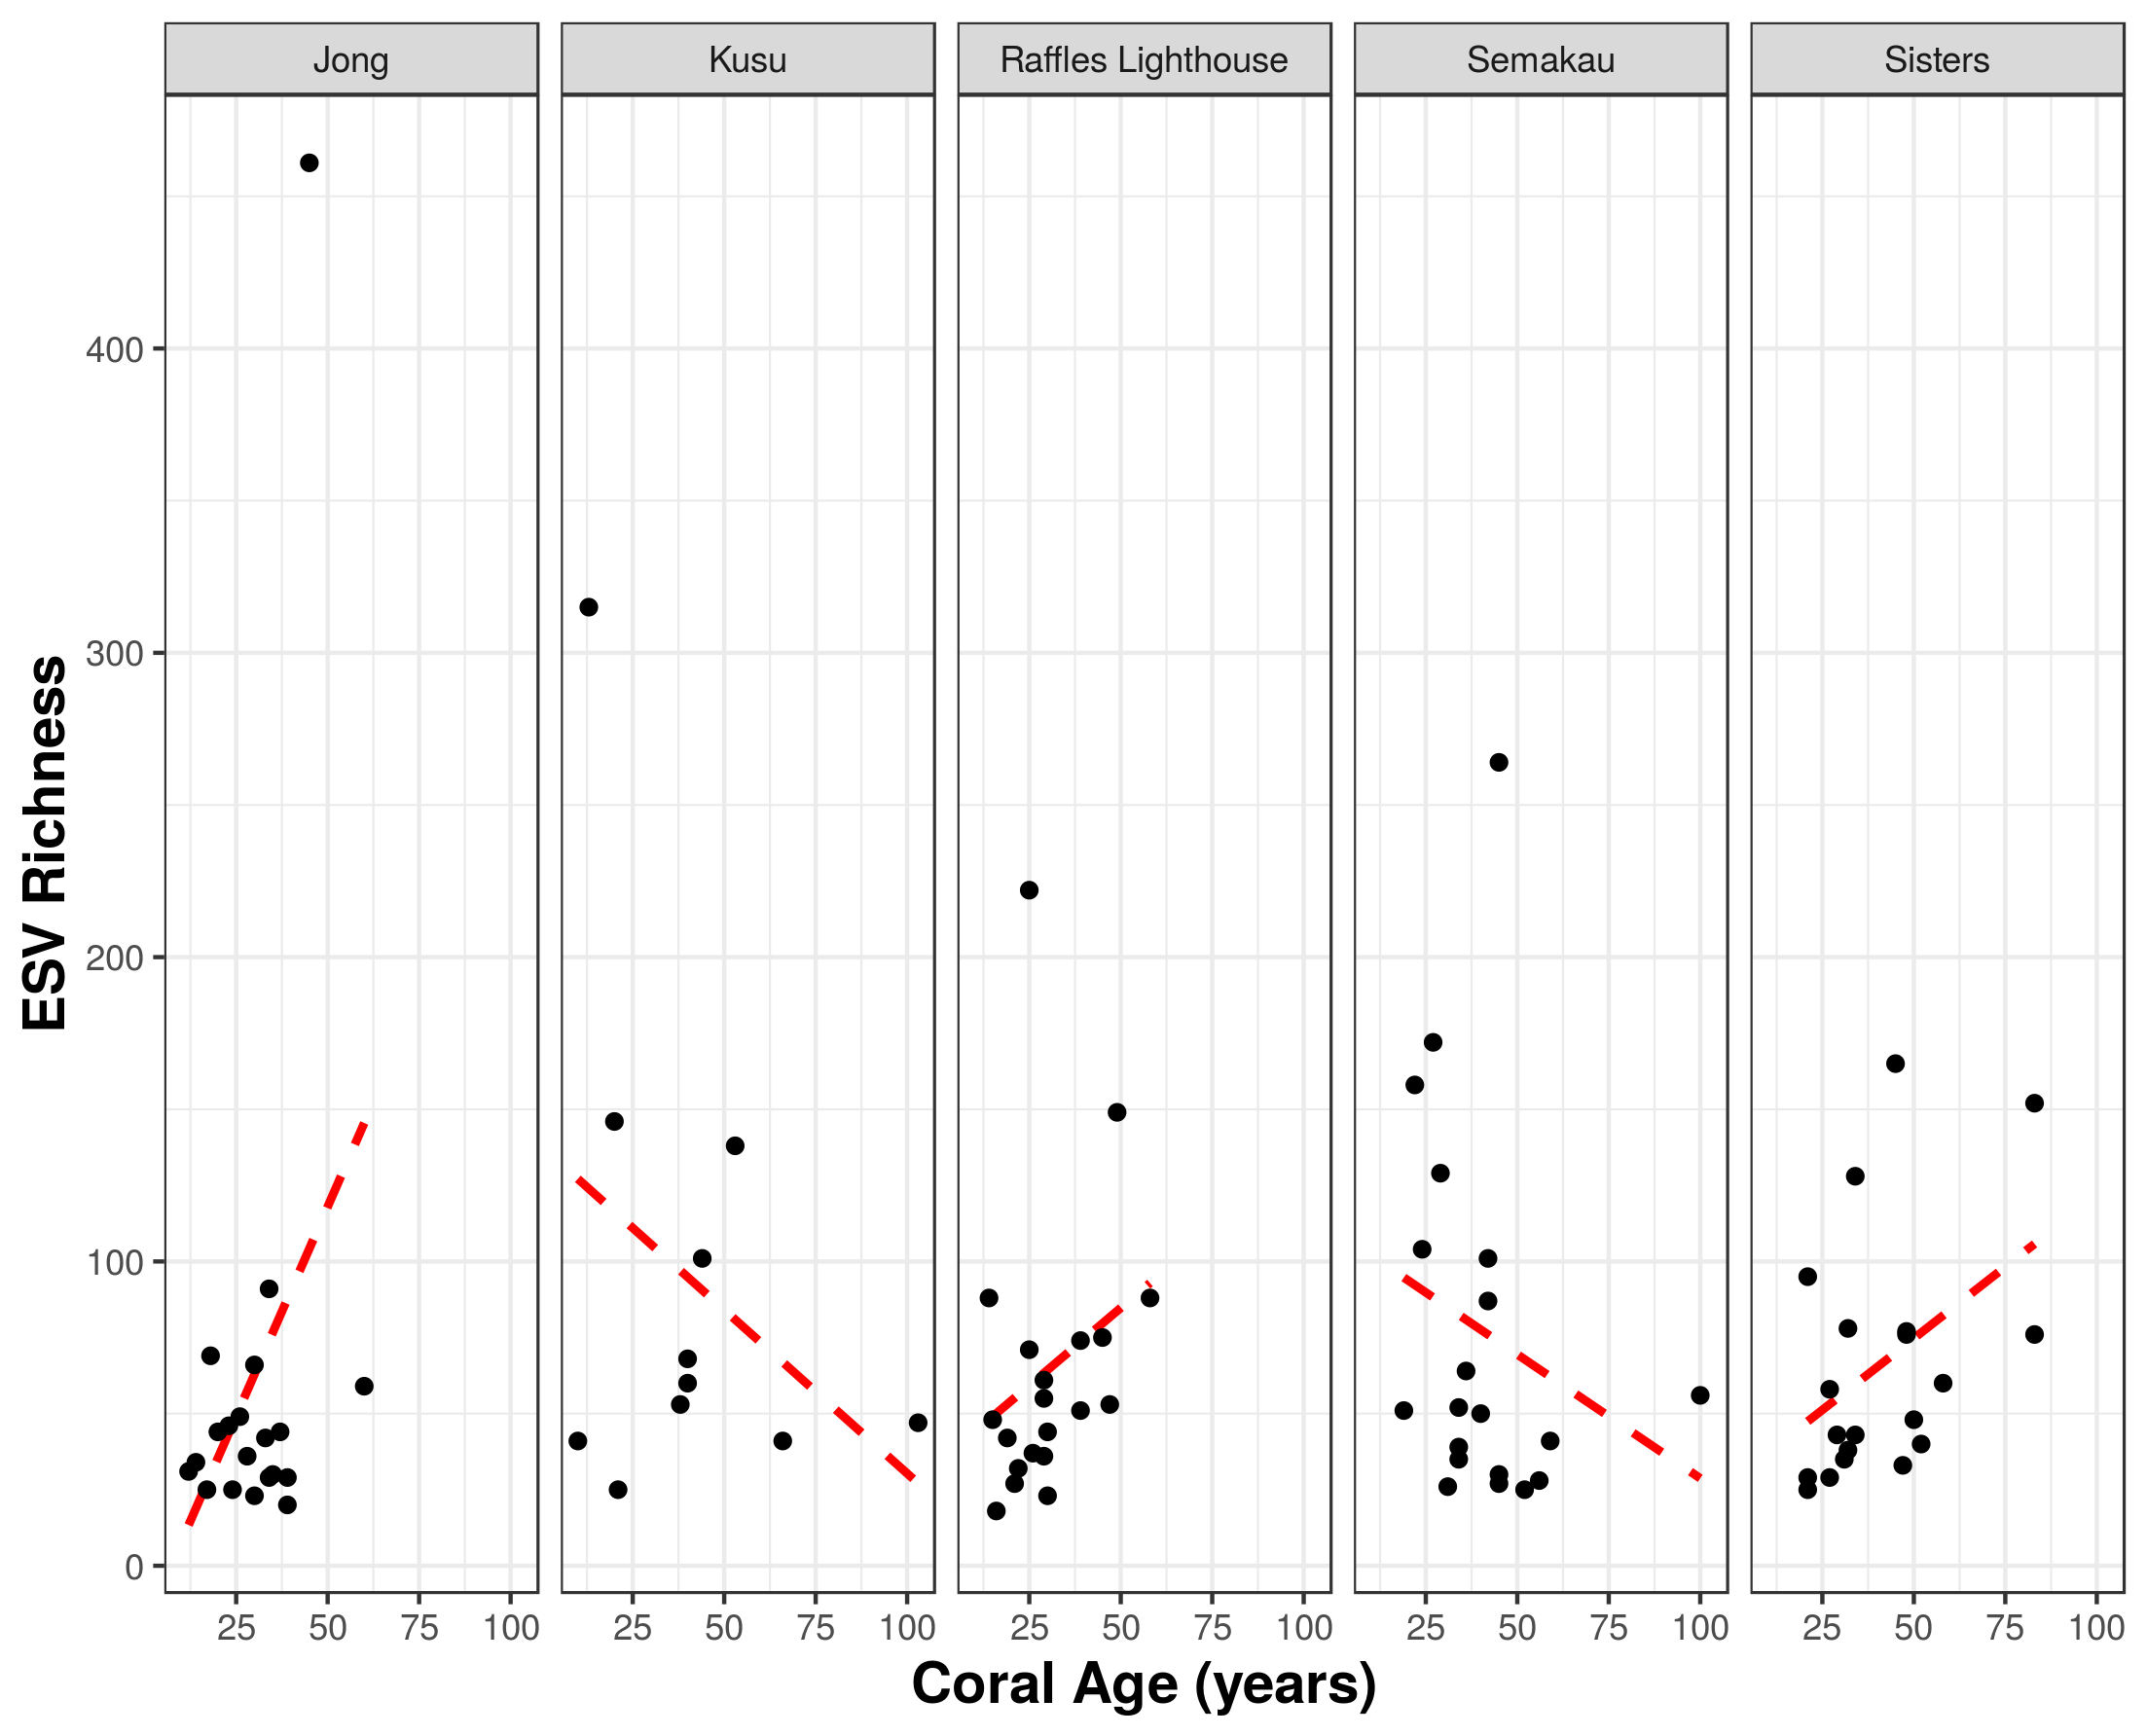 Jong Kusu Raffles Lighthouse Semakau Sisters
ESV Richness
400
300
200
100
0
25 50 75 100 25 50 75 100 25 50 75 100 25 50 75 100 25 50 75 100
Coral Age (years)